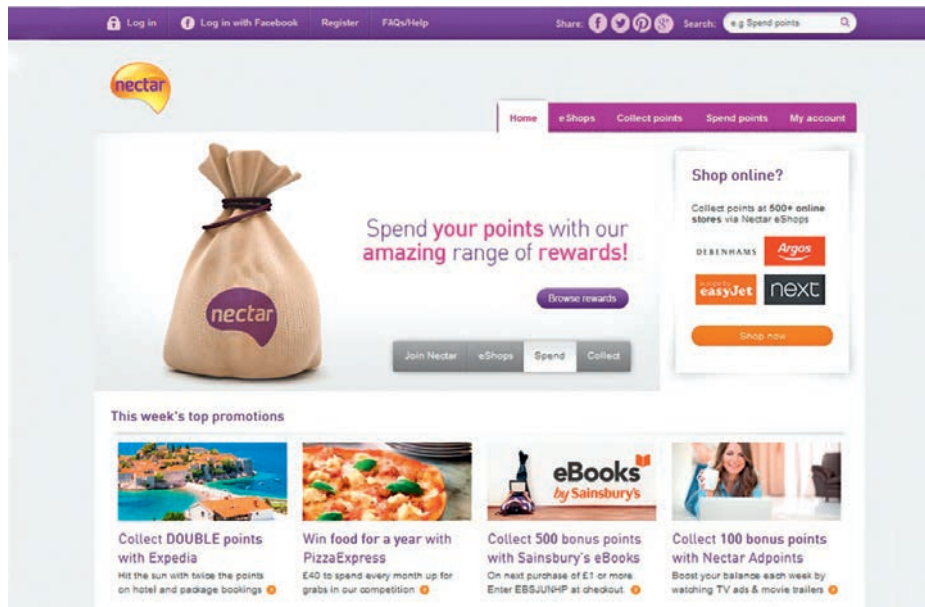 Log in
Log in with Facebook
Register
FAQs/Help
Share:
Search:
e.g Spend points
nectar
Home
eShops
Collect points
Spend points
My account
nectar
Spend your points with our
amazing range of rewards!
Browse rewards
Join Nectar
eShops
Spend
Collect
Shop online?
Collect points at 500+ online
stores via Nectar eShops
DEBENHAMS
Argos
europe by
easyJet
next
Shop now
This week's top promotions
eBooks
by Sainsbury's
Collect DOUBLE points
with Expedia
Hit the sun with twice the points
on hotel and package bookings
Win food for a year with
PizzaExpress
£40 to spend every month up for
grabs in our competition
Collect 500 bonus points
with Sainsbury's eBooks
On next purchase of £1 or more.
Enter EBSJUNHP at checkout.
Collect 100 bonus points
with Nectar Adpoints
Boost your balance each week by
watching TV ads & movie trailers